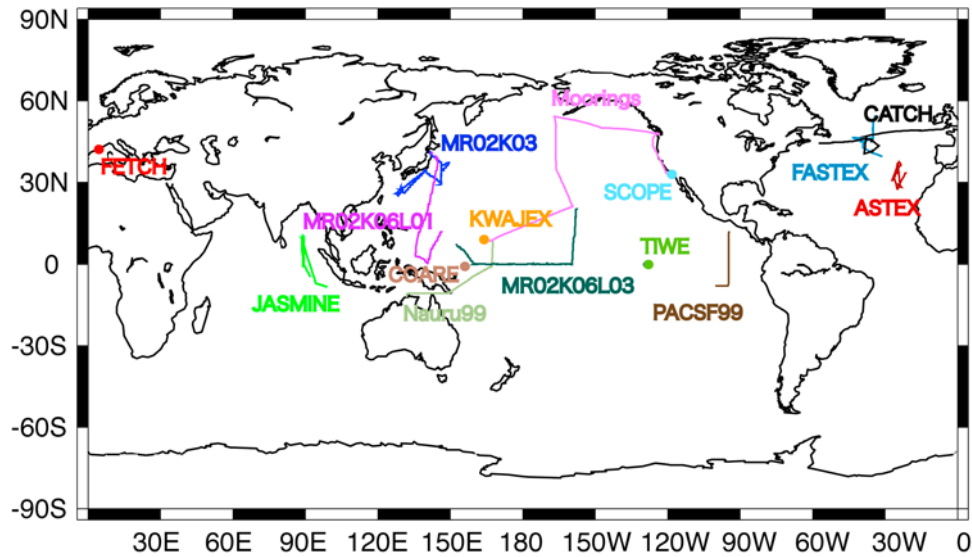 90N
60N
30N
0
-30S
-60S
-90S
30E
60E
90E
120E
150E
180E
150W
120W
90W
60W
30W
0
Moorings
CATCH
MR02K03
FETCH
FASTEX
SCOPE
ASTEX
MR02K06L01
KWAJEX
TIWE
COARE
MR02K06L03
JASMINE
Nauru99
PACSF99